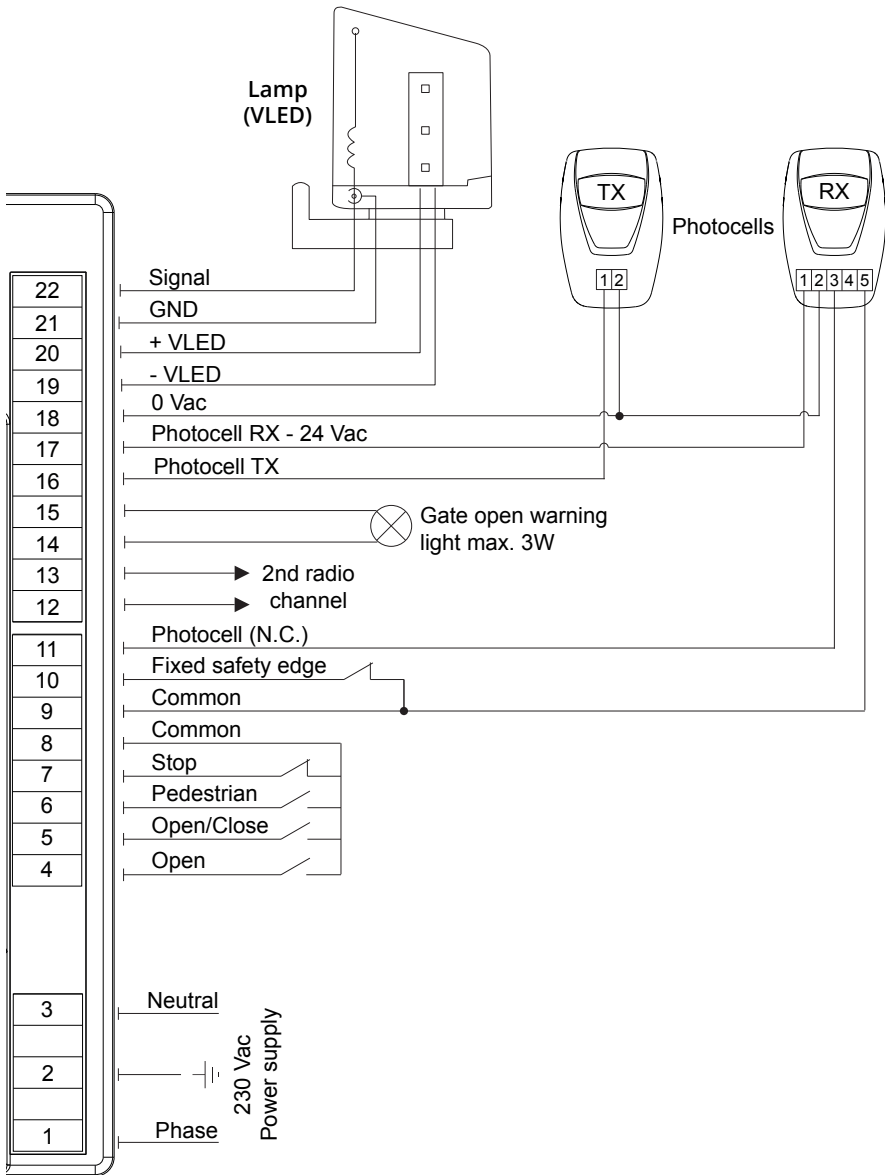 Lamp
(VLED)
TX
Photocells
RX
1 2
1 2 3 4 5
22 Signal
21 GND
20 + VLED
19 - VLED
18 0 Vac
17 Photocell RX - 24 Vac
16 Photocell TX
15
14
Gate open warning
light max. 3W
13
12
2nd radio
channel
11 Photocell (N.C.)
10 Fixed safety edge
9 Common
8 Common
7 Stop
6 Pedestrian
5 Open/Close
4 Open
3 Neutral
2
1 Phase
230 Vac
Power supply